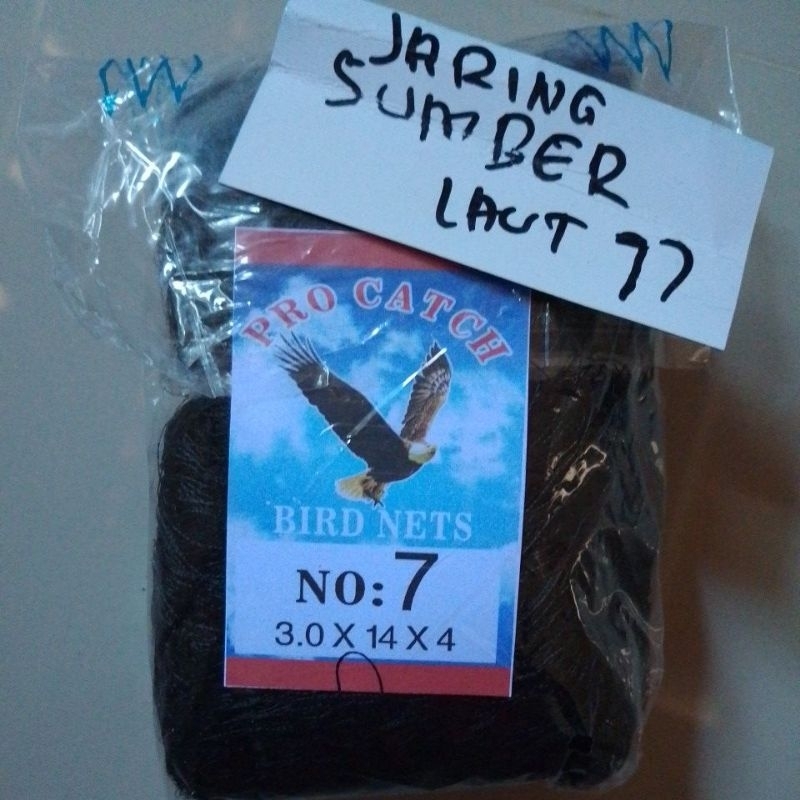 JARING
SUMBER
LAUT 77
PRO CATCH
BIRD NETS
NO: 7
3.0 X 14 X 4